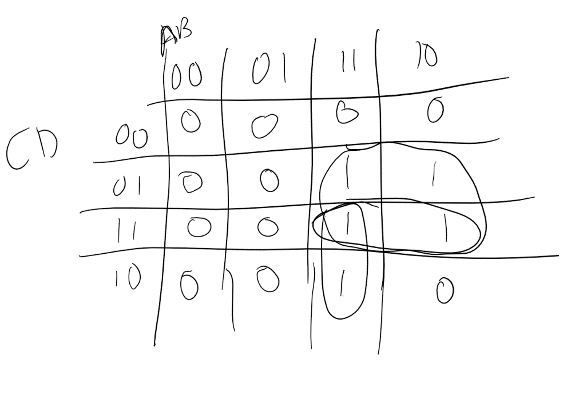 AB
00 01 11 10
CD
00 0 0 0 0
01 0 0 1 1
11 0 0 1 1
10 0 0 1 0